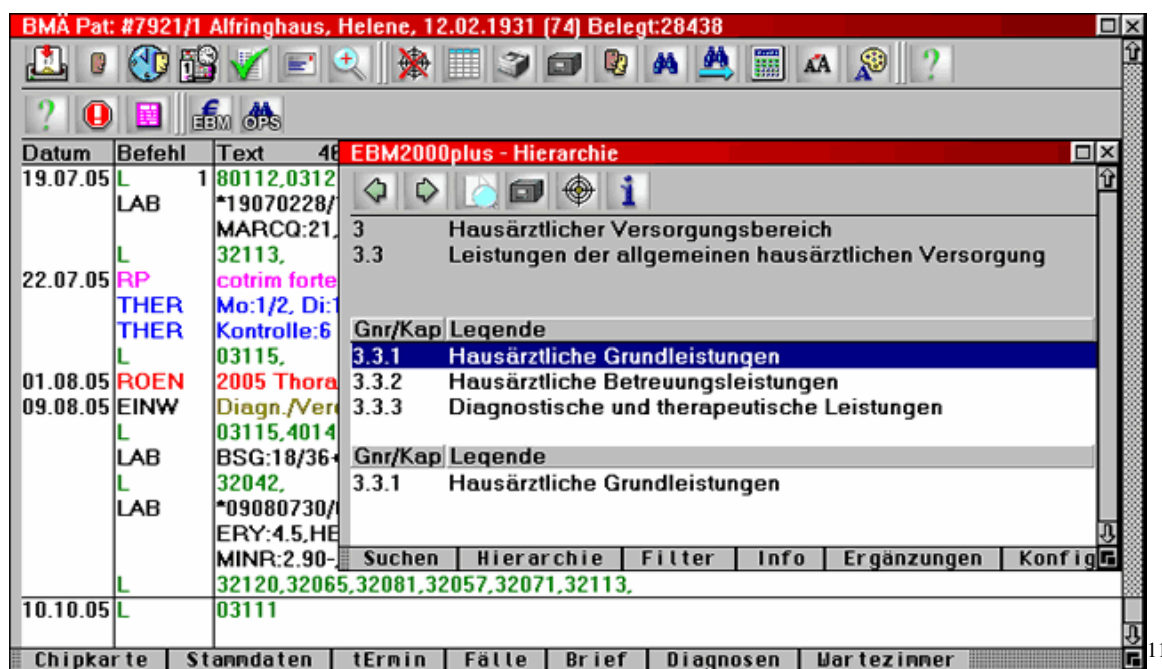 BMÄ Pat: #7921/1 Alfringhaus, Helene, 12.02.1931 (74) Belegt:28438
EBM OPS
Datum Befehl Text 46
19.07.05 L 1 80112,0312
LAB *19070228/
MARCQ:21,
L 32113,
22.07.05 RP cotrim forte
THER Mo:1/2, Di:1
THER Kontrolle:6
L 03115,
01.08.05 ROEN 2005 Thora
09.08.05 EINW Diagn./Ver
L 03115,4014
LAB BSG:18/36
L 32042,
LAB *09080730/
ERY:4.5,HE
MINR:2.90-
L 32120,32065,32081,32057,32071,32113,
10.10.05 L 03111
EBM2000plus - Hierarchie
3 Hausärztlicher Versorgungsbereich
3.3 Leistungen der allgemeinen hausärztlichen Versorgung
Gnr/Kap Legende
3.3.1 Hausärztliche Grundleistungen
3.3.2 Hausärztliche Betreuungsleistungen
3.3.3 Diagnostische und therapeutische Leistungen
Gnr/Kap Legende
3.3.1 Hausärztliche Grundleistungen
Suchen Hierarchie Filter Info Ergänzungen Konfig
Chipkarte Stammdaten tErmin Fälle Brief Diagnosen Wartezimmer
11